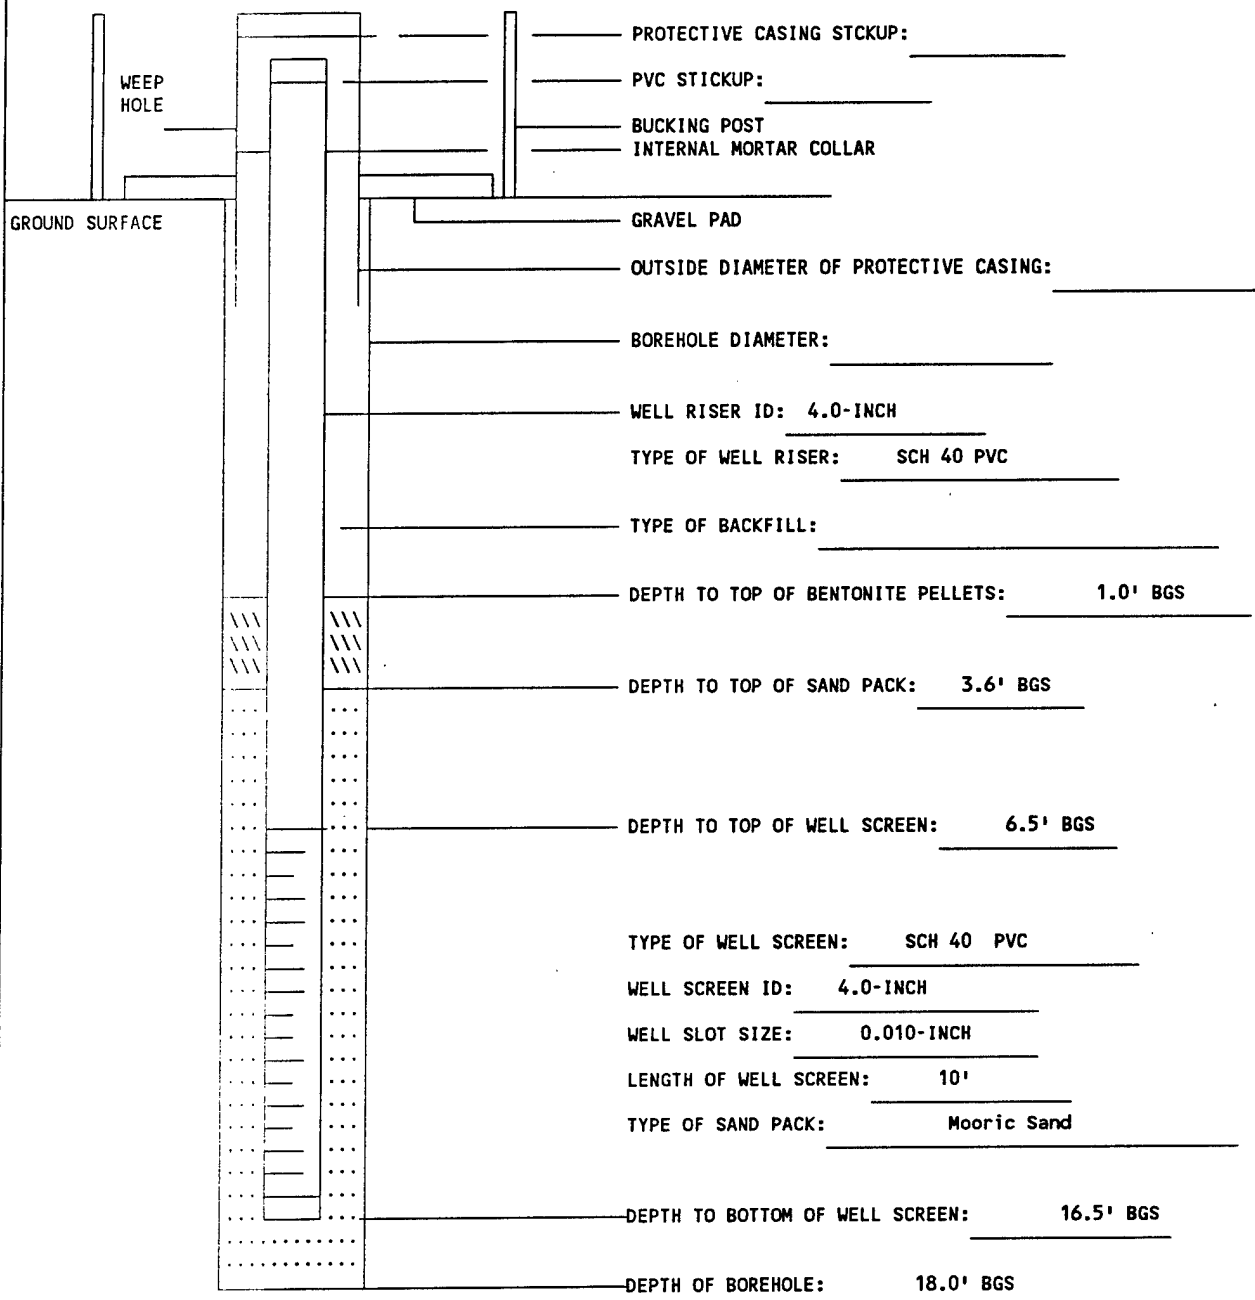 PROTECTIVE CASING STCKUP:
WEEP
HOLE
PVC STICKUP:
BUCKING POST
INTERNAL MORTAR COLLAR
GROUND SURFACE
GRAVEL PAD
OUTSIDE DIAMETER OF PROTECTIVE CASING:
BOREHOLE DIAMETER:
WELL RISER ID: 4.0-INCH
TYPE OF WELL RISER: SCH 40 PVC
TYPE OF BACKFILL:
DEPTH TO TOP OF BENTONITE PELLETS: 1.0' BGS
DEPTH TO TOP OF SAND PACK: 3.6' BGS
DEPTH TO TOP OF WELL SCREEN: 6.5' BGS
TYPE OF WELL SCREEN: SCH 40 PVC
WELL SCREEN ID: 4.0-INCH
WELL SLOT SIZE: 0.010-INCH
LENGTH OF WELL SCREEN: 10'
TYPE OF SAND PACK: Mooric Sand
DEPTH TO BOTTOM OF WELL SCREEN: 16.5' BGS
DEPTH OF BOREHOLE: 18.0' BGS